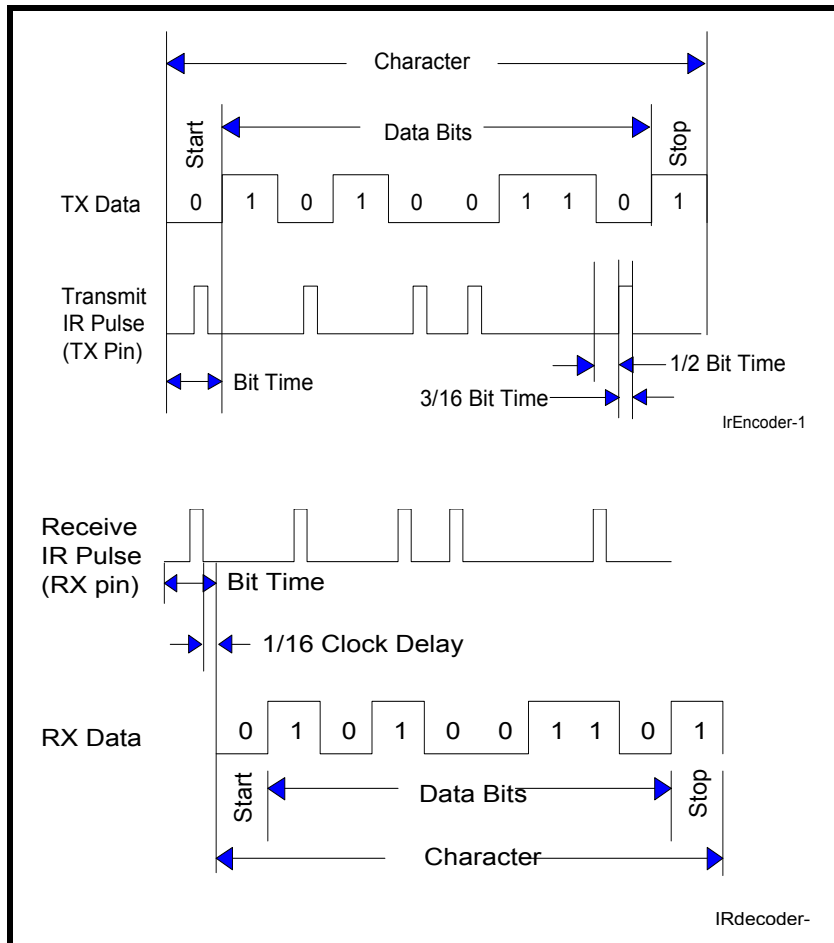 Character
Start
Data Bits
Stop
TX Data
0 1 0 1 0 0 1 1 0 1
Transmit
IR Pulse
(TX Pin)
Bit Time
1/2 Bit Time
3/16 Bit Time
IrEncoder-1
Receive
IR Pulse
(RX pin)
Bit Time
1/16 Clock Delay
RX Data
0 1 0 1 0 0 1 1 0 1
Start
Data Bits
Stop
Character
IRdecoder-